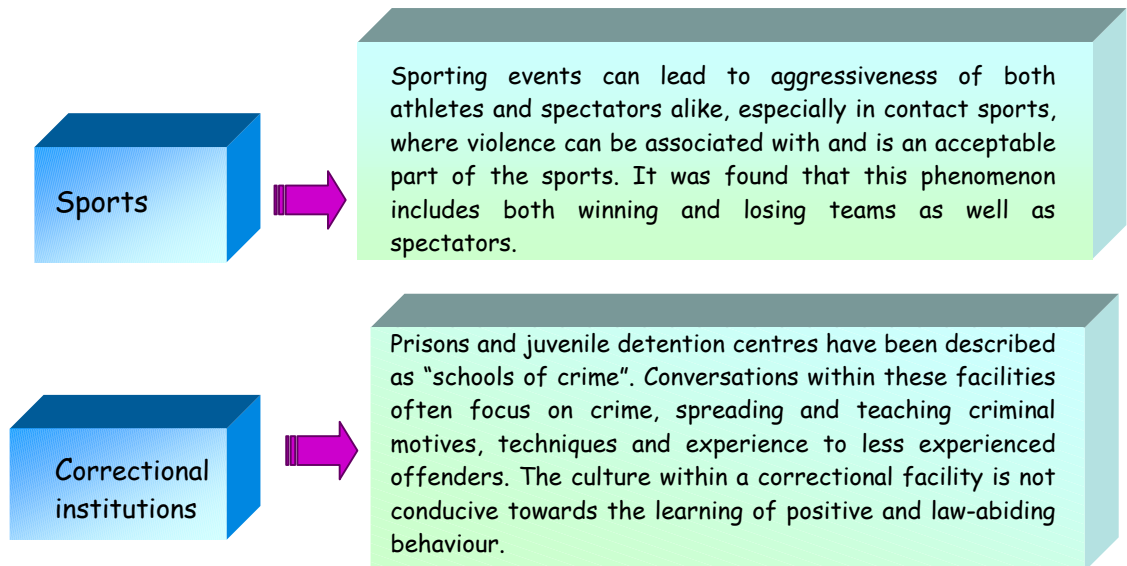 Sports
Sporting events can lead to aggressiveness of both
athletes and spectators alike, especially in contact sports,
where violence can be associated with and is an acceptable
part of the sports. It was found that this phenomenon
includes both winning and losing teams as well as
spectators.
Correctional
institutions
Prisons and juvenile detention centres have been described
as “schools of crime”. Conversations within these facilities
often focus on crime, spreading and teaching criminal
motives, techniques and experience to less experienced
offenders. The culture within a correctional facility is not
conducive towards the learning of positive and law-abiding
behaviour.